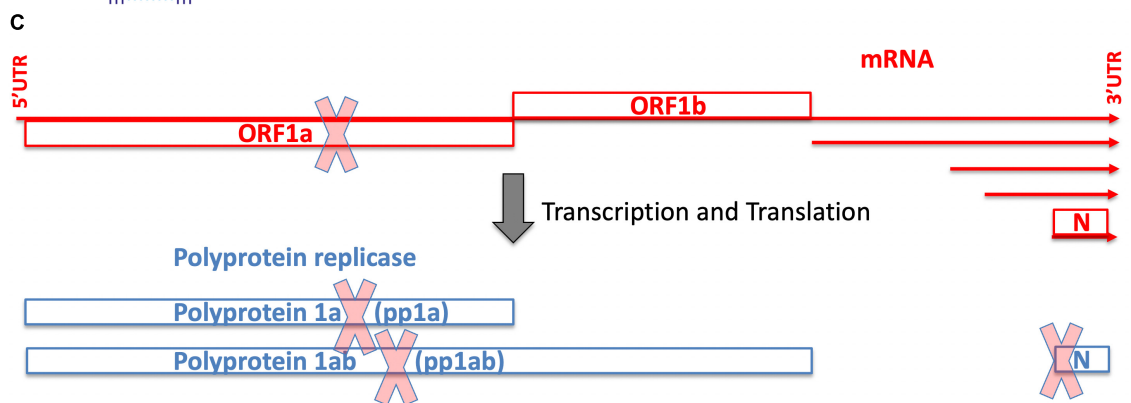 C
mRNA
5'UTR
3'UTR
ORF1b
ORF1a
N
Transcription and Translation
Polyprotein replicase
Polyprotein 1a (pp1a)
Polyprotein 1ab (pp1ab)
N